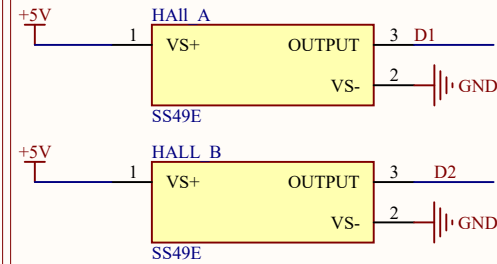 +5V
HAll_A
1 VS+ OUTPUT 3 D1
VS- 2 GND
SS49E
+5V
HALL_B
1 VS+ OUTPUT 3 D2
VS- 2 GND
SS49E